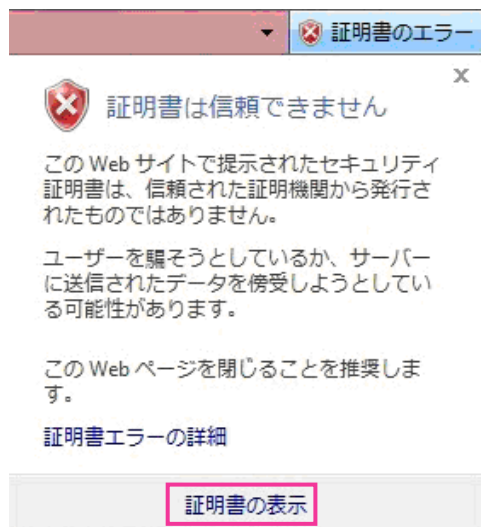 証明書のエラー
証明書は信頼できません
この Web サイトで提示されたセキュリティ
証明書は、信頼された証明機関から発行さ
れたものではありません。
ユーザーを騙そうとしているか、サーバー
に送信されたデータを傍受しようとしてい
る可能性があります。
この Web ページを閉じることを推奨しま
す。
証明書エラーの詳細
証明書の表示